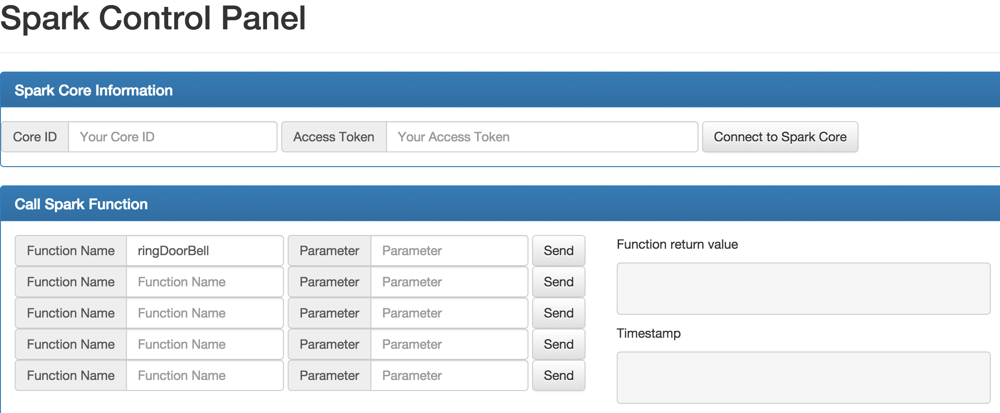 Spark Control Panel
Spark Core Information
Core ID Your Core ID Access Token Your Access Token Connect to Spark Core
Call Spark Function
Function Name ringDoorBell Parameter Parameter Send
Function Name Function Name Parameter Parameter Send
Function Name Function Name Parameter Parameter Send
Function Name Function Name Parameter Parameter Send
Function Name Function Name Parameter Parameter Send
Function return value
Timestamp